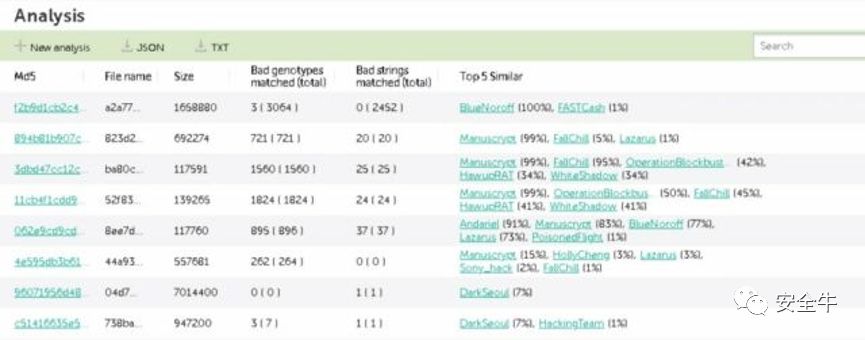 Analysis
+ New analysis JSON TXT Search
Md5 File name Size Bad genotypes matched (total) Bad strings matched (total) Top 5 Similar
f2b9d1cb2c4... a2a77... 1658880 3 ( 3064 ) 0 ( 2452 ) BlueNoroff (100%), FASTCash (1%)
894b81b907c... 823d2... 692274 721 ( 721 ) 20 ( 20 ) Manuscrypt (99%), FallChill (5%), Lazarus (1%)
3dbd47cc12c... ba80c... 117591 1560 ( 1560 ) 25 ( 25 ) Manuscrypt (99%), FallChill (95%), OperationBlockbust... (42%),
HawupRAT (34%), WhiteShadow (34%)
11cb4f1cdd9... 52f83... 139265 1824 ( 1824 ) 24 ( 24 ) Manuscrypt (99%), OperationBlockbus... (50%), FallChill (45%),
HawupRAT (41%), WhiteShadow (41%)
062e9cd9cd... 8ee7d... 117760 895 ( 896 ) 37 ( 37 ) Andariel (91%), Manuscrypt (83%), BlueNoroff (77%),
Lazarus (73%), PoisonedFlight (1%)
4e595db3b61... 44a93... 557681 262 ( 264 ) 0 ( 0 ) Manuscrypt (15%), HollyCheng (3%), Lazarus (3%),
Sony_hack (2%), FallChill (1%)
96071956d48... 04d7... 7014400 0 ( 0 ) 1 ( 1 ) DarkSeoul (7%)
c51416635e5... 738ba... 947200 3 ( 7 ) 1 ( 1 ) DarkSeoul (7%), HackingTeam (1%)
安全牛